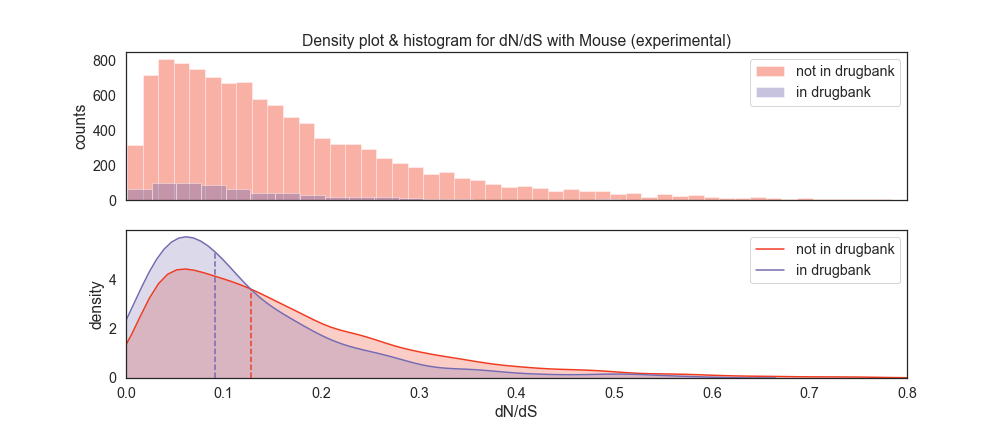 Density plot & histogram for dN/dS with Mouse (experimental)
800
600
400
200
0
counts
not in drugbank
in drugbank
4
2
0
density
not in drugbank
in drugbank
0.0 0.1 0.2 0.3 0.4 0.5 0.6 0.7 0.8
dN/dS